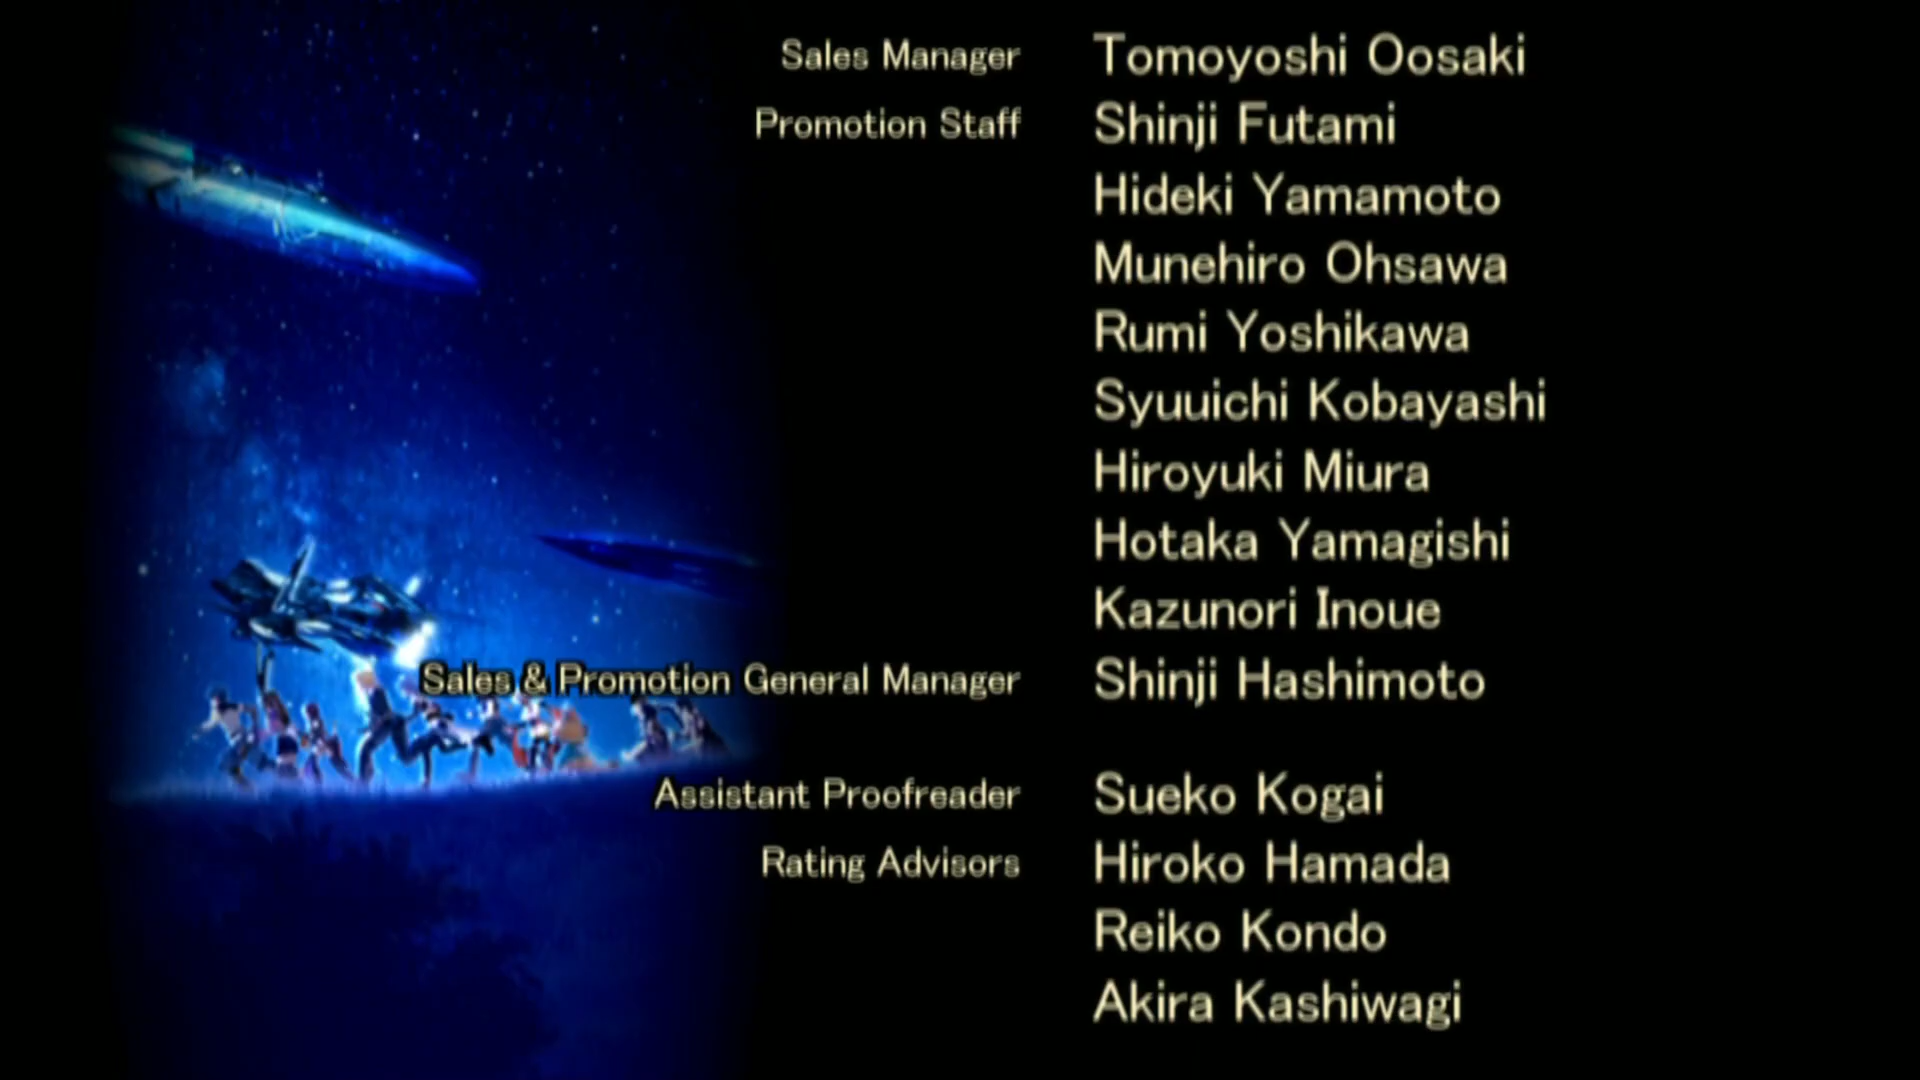 Sales Manager Tomoyoshi Oosaki
Promotion Staff Shinji Futami
Hideki Yamamoto
Munehiro Ohsawa
Rumi Yoshikawa
Syuuichi Kobayashi
Hiroyuki Miura
Hotaka Yamagishi
Kazunori Inoue
Sales & Promotion General Manager Shinji Hashimoto
Assistant Proofreader Sueko Kogai
Rating Advisors Hiroko Hamada
Reiko Kondo
Akira Kashiwagi